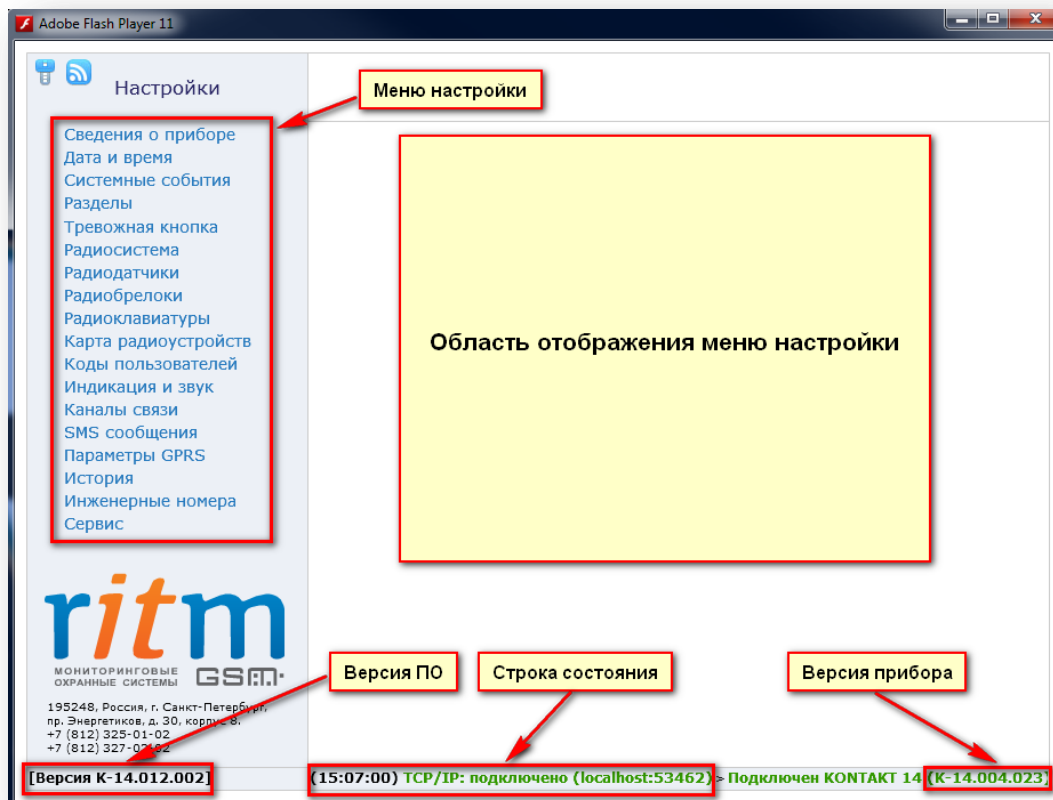 Adobe Flash Player 11
Настройки
Меню настройки
Сведения о приборе
Дата и время
Системные события
Разделы
Тревожная кнопка
Радиосистема
Радиодатчики
Радиобрелоки
Радиоклавиатуры
Карта радиоустройств
Коды пользователей
Индикация и звук
Каналы связи
SMS сообщения
Параметры GPRS
История
Инженерные номера
Сервис
Область отображения меню настройки
ritm
МОНИТОРИНГОВЫЕ
ОХРАННЫЕ СИСТЕМЫ
GSM
Версия ПО
Строка состояния
Версия прибора
195248, Россия, г. Санкт-Петербург,
пр. Энергетиков, д. 30, корпус 8.
+7 (812) 325-01-02
+7 (812)
[Версия K-14.012.002]
(15:07:00) TCP/IP: подключено (localhost:53462) > Подключен KONTAKT 14 (K-14.004.023)